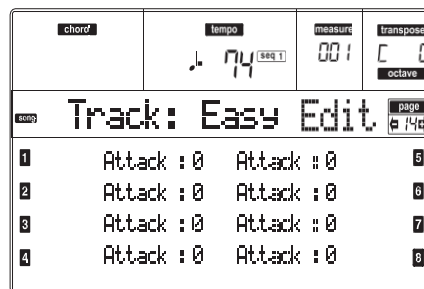 chord tempo measure transpose
♩. 74 seq 1 001 C 0
octave
song Track: Easy Edit page 14
1 Attack :0 Attack :0 5
2 Attack :0 Attack :0 6
3 Attack :0 Attack :0 7
4 Attack :0 Attack :0 8